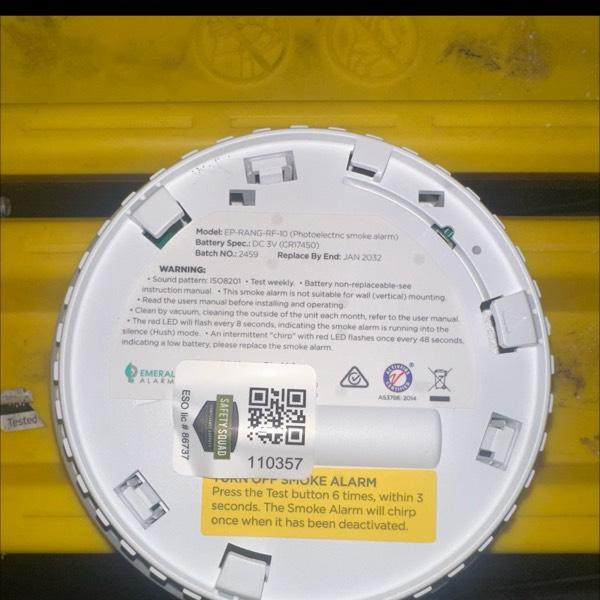 Model: EP-RANG-RF-10 (Photoelectric smoke alarm)
Battery Spec.: DC 3V (CR17450)
Batch NO.: 2459 Replace By End: JAN 2032
WARNING:
• Sound pattern: ISO8201 • Test weekly. • Battery non-replaceable-see
instruction manual. • This smoke alarm is not suitable for wall (vertical) mounting.
• Read the users manual before installing and operating.
• Clean by vacuum, cleaning the outside of the unit each month, refer to the user manual.
• The red LED will flash every 8 seconds, indicating the smoke alarm is running into the
silence (Hush) mode. • An intermittent "chirp" with red LED flashes once every 48 seconds,
indicating a low battery, please replace the smoke alarm.
EMERAL
ALARM
ACTIVFIRE
CERTIFIED
AS3786: 2014
ESO lic # 86737
SAFETY SQUAD
110357
Tested
TURN OFF SMOKE ALARM
Press the Test button 6 times, within 3
seconds. The Smoke Alarm will chirp
once when it has been deactivated.